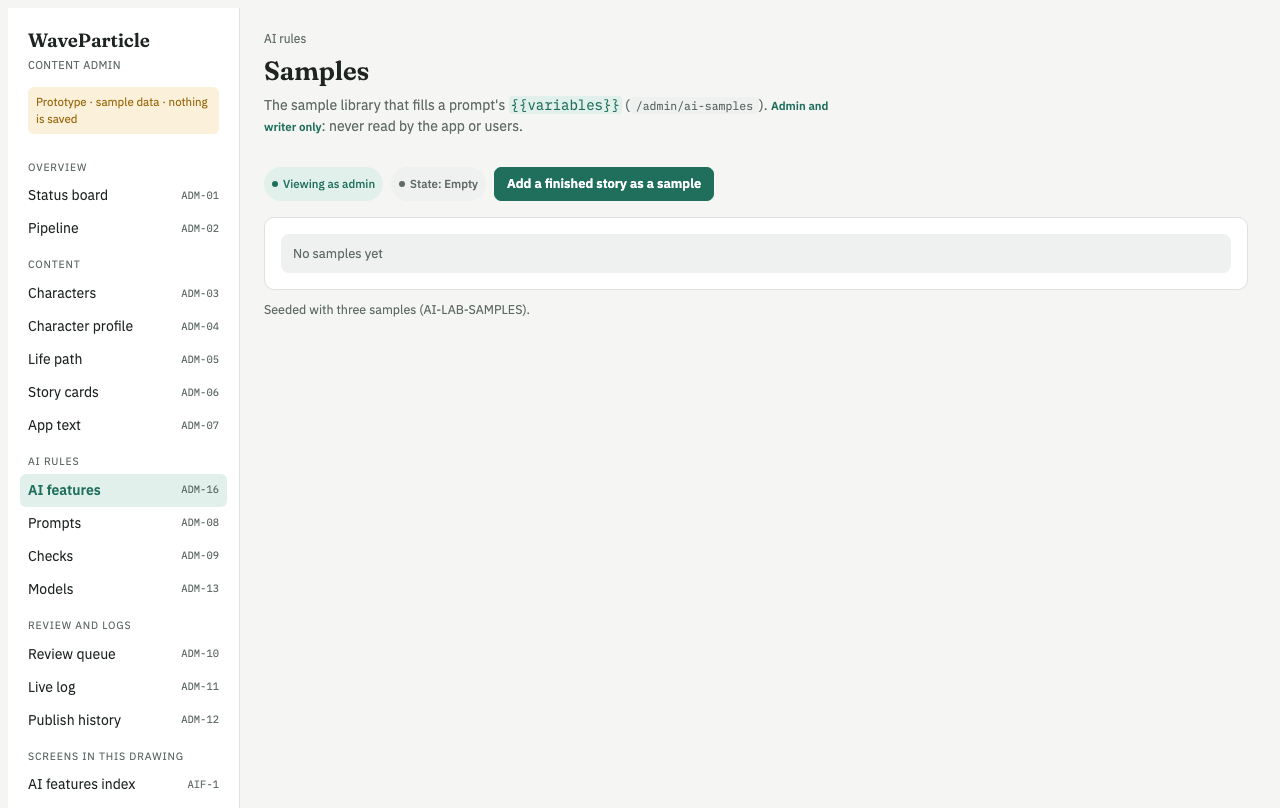 WaveParticle
CONTENT ADMIN
Prototype · sample data · nothing
is saved
OVERVIEW
Status board ADM-01
Pipeline ADM-02
CONTENT
Characters ADM-03
Character profile ADM-04
Life path ADM-05
Story cards ADM-06
App text ADM-07
AI RULES
AI features ADM-16
Prompts ADM-08
Checks ADM-09
Models ADM-13
REVIEW AND LOGS
Review queue ADM-10
Live log ADM-11
Publish history ADM-12
SCREENS IN THIS DRAWING
AI features index AIF-1
AI rules
Samples
The sample library that fills a prompt's {{variables}} ( /admin/ai-samples ). Admin and
writer only: never read by the app or users.
Viewing as admin State: Empty Add a finished story as a sample
No samples yet
Seeded with three samples (AI-LAB-SAMPLES).